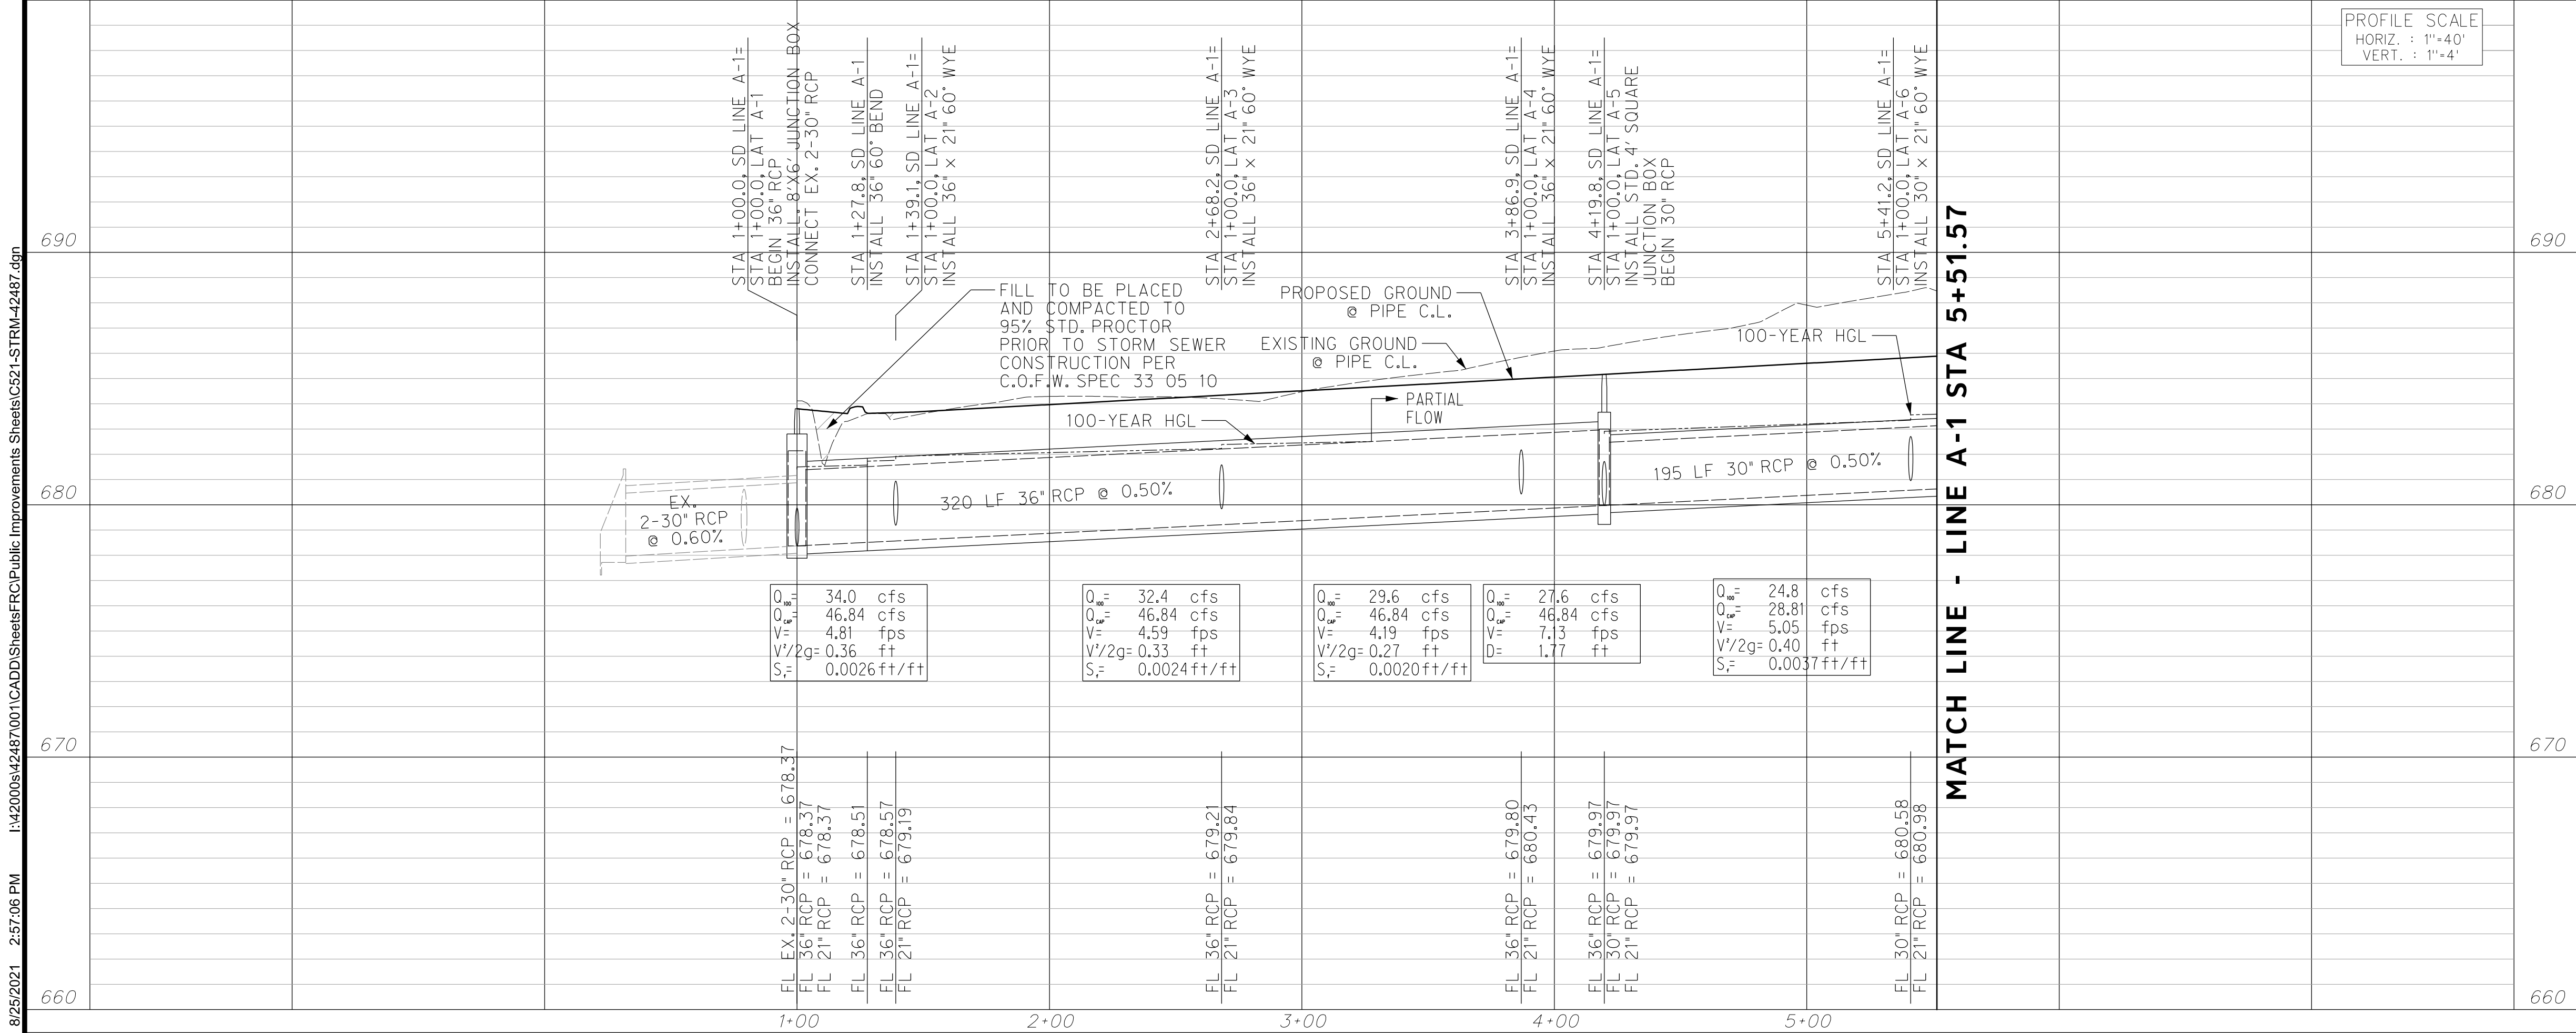 PROFILE SCALE
HORIZ. : 1"=40'
VERT. : 1"=4'
STA 1+00.0, SD LINE A-1=
STA 1+00.0, LAT A-1
BEGIN 36" RCP
INSTALL. 8'X6' JUNCTION BOX
CONNECT EX. 2-30" RCP
STA 1+27.8, SD LINE A-1
INSTALL 36" 60° BEND
STA 1+39.1, SD LINE A-1=
STA 1+00.0, LAT A-2
INSTALL 36" x 21" 60° WYE
STA 2+68.2, SD LINE A-1=
STA 1+00.0, LAT A-3
INSTALL 36" x 21" 60° WYE
STA 3+86.9, SD LINE A-1=
STA 1+00.0, LAT A-4
INSTALL 36" x 21" 60° WYE
STA 4+19.8, SD LINE A-1=
STA 1+00.0, LAT A-5
INSTALL STD. 4' SQUARE
JUNCTION BOX
BEGIN 30" RCP
STA 5+41.2, SD LINE A-1=
STA 1+00.0, LAT A-6
INSTALL 30" x 21" 60° WYE
690
690
FILL TO BE PLACED
AND COMPACTED TO
95% STD. PROCTOR
PRIOR TO STORM SEWER
CONSTRUCTION PER
C.O.F.W. SPEC 33 05 10
PROPOSED GROUND
@ PIPE C.L.
EXISTING GROUND
@ PIPE C.L.
100-YEAR HGL
PARTIAL
FLOW
100-YEAR HGL
MATCH LINE - LINE A-1 STA 5+51.57
680
680
EX.
2-30" RCP
@ 0.60%
320 LF 36" RCP @ 0.50%
195 LF 30" RCP @ 0.50%
Q100= 34.0 cfs
QCAP= 46.84 cfs
V= 4.81 fps
V²/2g= 0.36 ft
Sf= 0.0026 ft/ft
Q100= 32.4 cfs
QCAP= 46.84 cfs
V= 4.59 fps
V²/2g= 0.33 ft
Sf= 0.0024 ft/ft
Q100= 29.6 cfs
QCAP= 46.84 cfs
V= 4.19 fps
V²/2g= 0.27 ft
Sf= 0.0020 ft/ft
Q100= 27.6 cfs
QCAP= 46.84 cfs
V= 7.13 fps
D= 1.77 ft
Q100= 24.8 cfs
QCAP= 28.81 cfs
V= 5.05 fps
V²/2g= 0.40 ft
Sf= 0.0037 ft/ft
670
670
FL EX. 2-30" RCP = 678.37
FL 36" RCP = 678.37
FL 21" RCP = 678.37
FL 36" RCP = 678.51
FL 36" RCP = 678.57
FL 21" RCP = 679.19
FL 36" RCP = 679.21
FL 21" RCP = 679.84
FL 36" RCP = 679.80
FL 21" RCP = 680.43
FL 36" RCP = 679.97
FL 30" RCP = 679.97
FL 21" RCP = 679.97
FL 30" RCP = 680.58
FL 21" RCP = 680.98
660
660
1+00
2+00
3+00
4+00
5+00
8/25/2021 2:57:06 PM I:\42000s\42487\001\CADD\SheetsFRC\Public Improvements Sheets\C521-STRM-42487.dgn